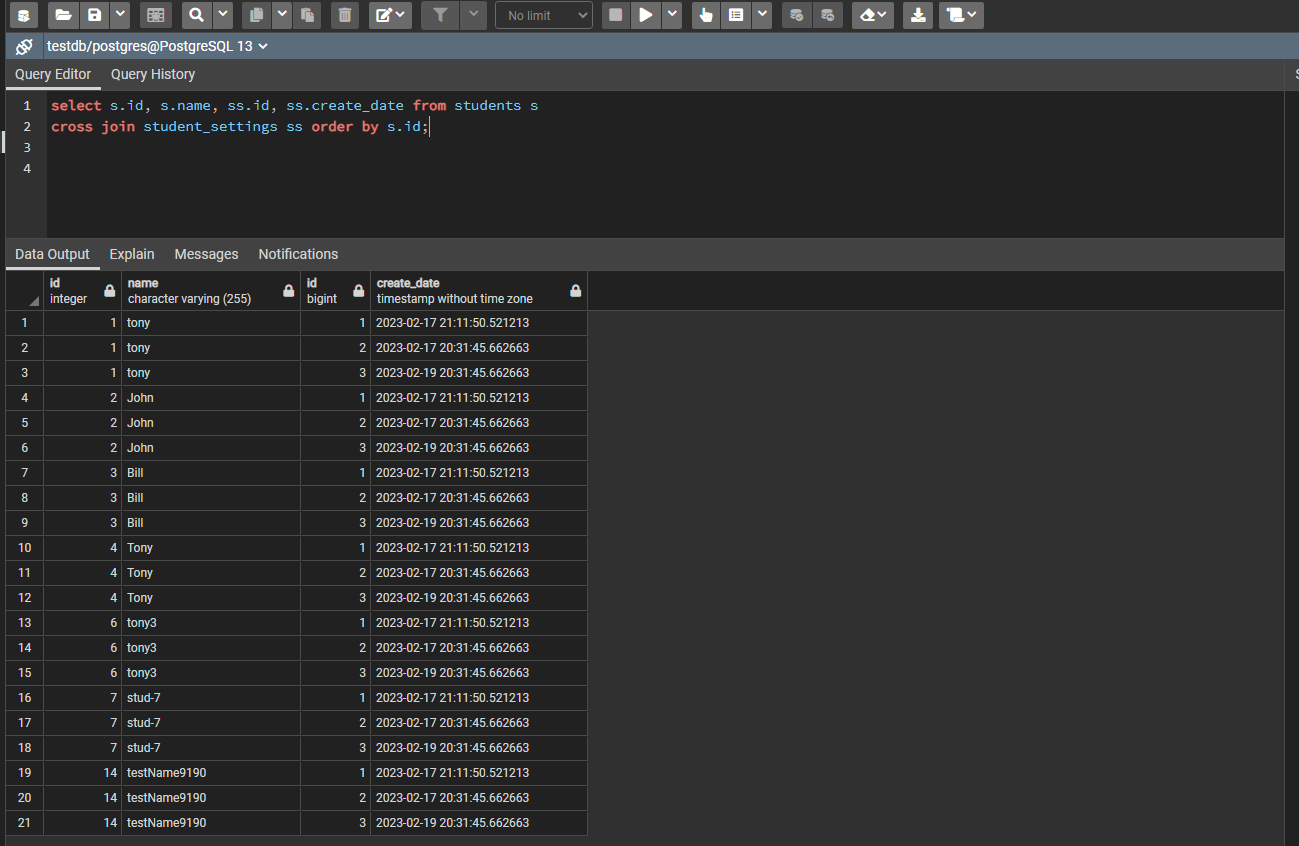 No limit
testdb/postgres@PostgreSQL 13
Query Editor Query History
1 select s.id, s.name, ss.id, ss.create_date from students s
2 cross join student_settings ss order by s.id;
3
4
Data Output Explain Messages Notifications
id name id create_date
integer character varying (255) bigint timestamp without time zone
1 1 tony 1 2023-02-17 21:11:50.521213
2 1 tony 2 2023-02-17 20:31:45.662663
3 1 tony 3 2023-02-19 20:31:45.662663
4 2 John 1 2023-02-17 21:11:50.521213
5 2 John 2 2023-02-17 20:31:45.662663
6 2 John 3 2023-02-19 20:31:45.662663
7 3 Bill 1 2023-02-17 21:11:50.521213
8 3 Bill 2 2023-02-17 20:31:45.662663
9 3 Bill 3 2023-02-19 20:31:45.662663
10 4 Tony 1 2023-02-17 21:11:50.521213
11 4 Tony 2 2023-02-17 20:31:45.662663
12 4 Tony 3 2023-02-19 20:31:45.662663
13 6 tony3 1 2023-02-17 21:11:50.521213
14 6 tony3 2 2023-02-17 20:31:45.662663
15 6 tony3 3 2023-02-19 20:31:45.662663
16 7 stud-7 1 2023-02-17 21:11:50.521213
17 7 stud-7 2 2023-02-17 20:31:45.662663
18 7 stud-7 3 2023-02-19 20:31:45.662663
19 14 testName9190 1 2023-02-17 21:11:50.521213
20 14 testName9190 2 2023-02-17 20:31:45.662663
21 14 testName9190 3 2023-02-19 20:31:45.662663